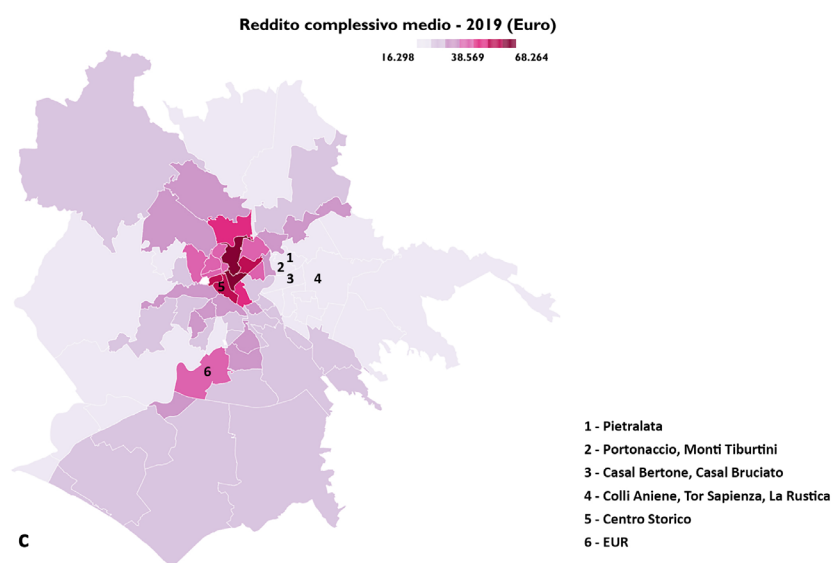 Reddito complessivo medio - 2019 (Euro)
16.298 38.569 68.264
1
2
3 4
5
6
1 - Pietralata
2 - Portonaccio, Monti Tiburtini
3 - Casal Bertone, Casal Bruciato
4 - Colli Aniene, Tor Sapienza, La Rustica
5 - Centro Storico
6 - EUR
c